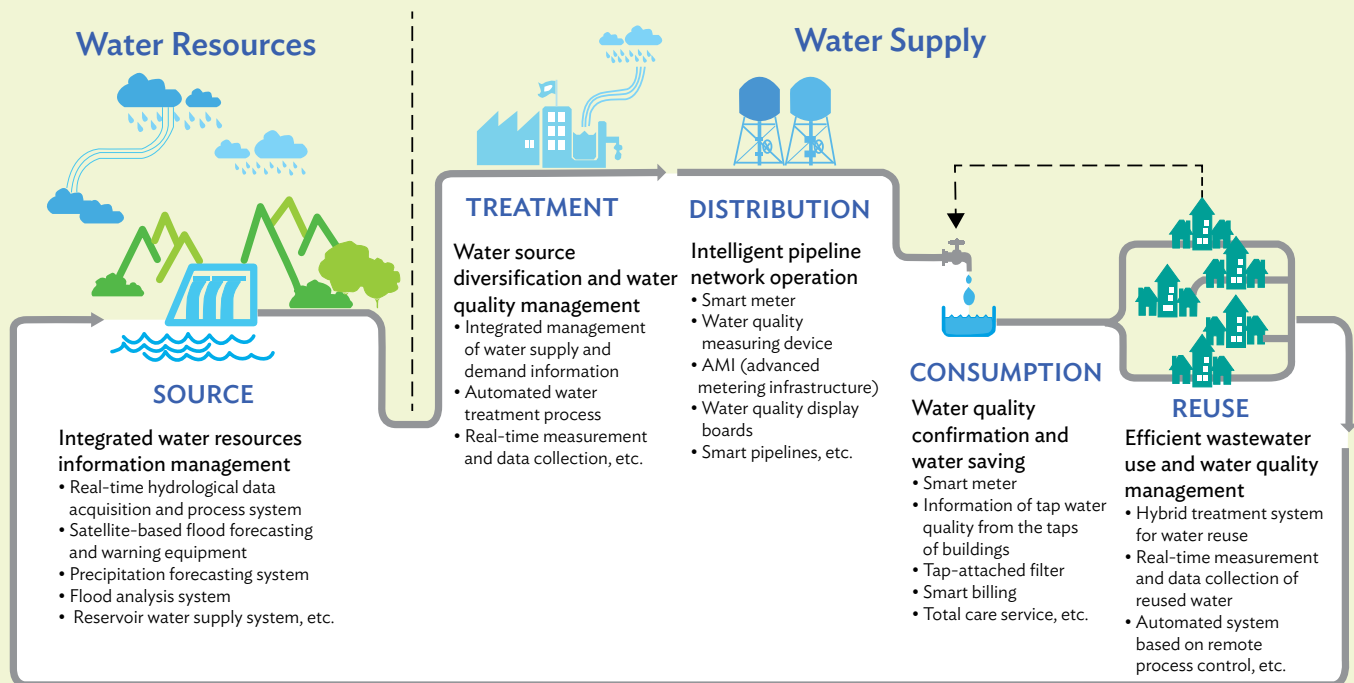 Water Resources
Water Supply
SOURCE
Integrated water resources
information management
• Real-time hydrological data
acquisition and process system
• Satellite-based flood forecasting
and warning equipment
• Precipitation forecasting system
• Flood analysis system
• Reservoir water supply system, etc.
TREATMENT
Water source
diversification and water
quality management
• Integrated management
of water supply and
demand information
• Automated water
treatment process
• Real-time measurement
and data collection, etc.
DISTRIBUTION
Intelligent pipeline
network operation
• Smart meter
• Water quality
measuring device
• AMI (advanced
metering infrastructure)
• Water quality display
boards
• Smart pipelines, etc.
CONSUMPTION
Water quality
confirmation and
water saving
• Smart meter
• Information of tap water
quality from the taps
of buildings
• Tap-attached filter
• Smart billing
• Total care service, etc.
REUSE
Efficient wastewater
use and water quality
management
• Hybrid treatment system
for water reuse
• Real-time measurement
and data collection of
reused water
• Automated system
based on remote
process control, etc.